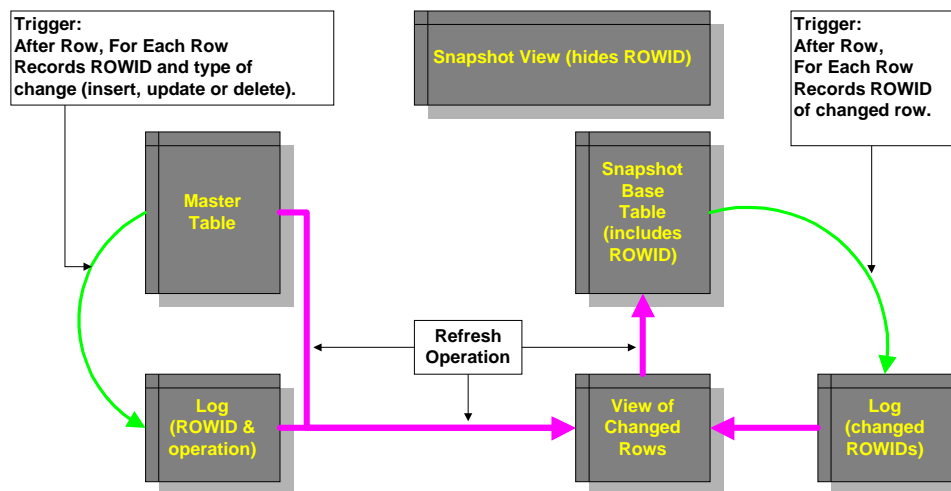 Trigger:
After Row, For Each Row
Records ROWID and type of
change (insert, update or delete).
Snapshot View (hides ROWID)
Trigger:
After Row,
For Each Row
Records ROWID
of changed row.
Master
Table
Snapshot
Base
Table
(includes
ROWID)
Refresh
Operation
Log
(ROWID &
operation)
View of
Changed
Rows
Log
(changed
ROWIDs)